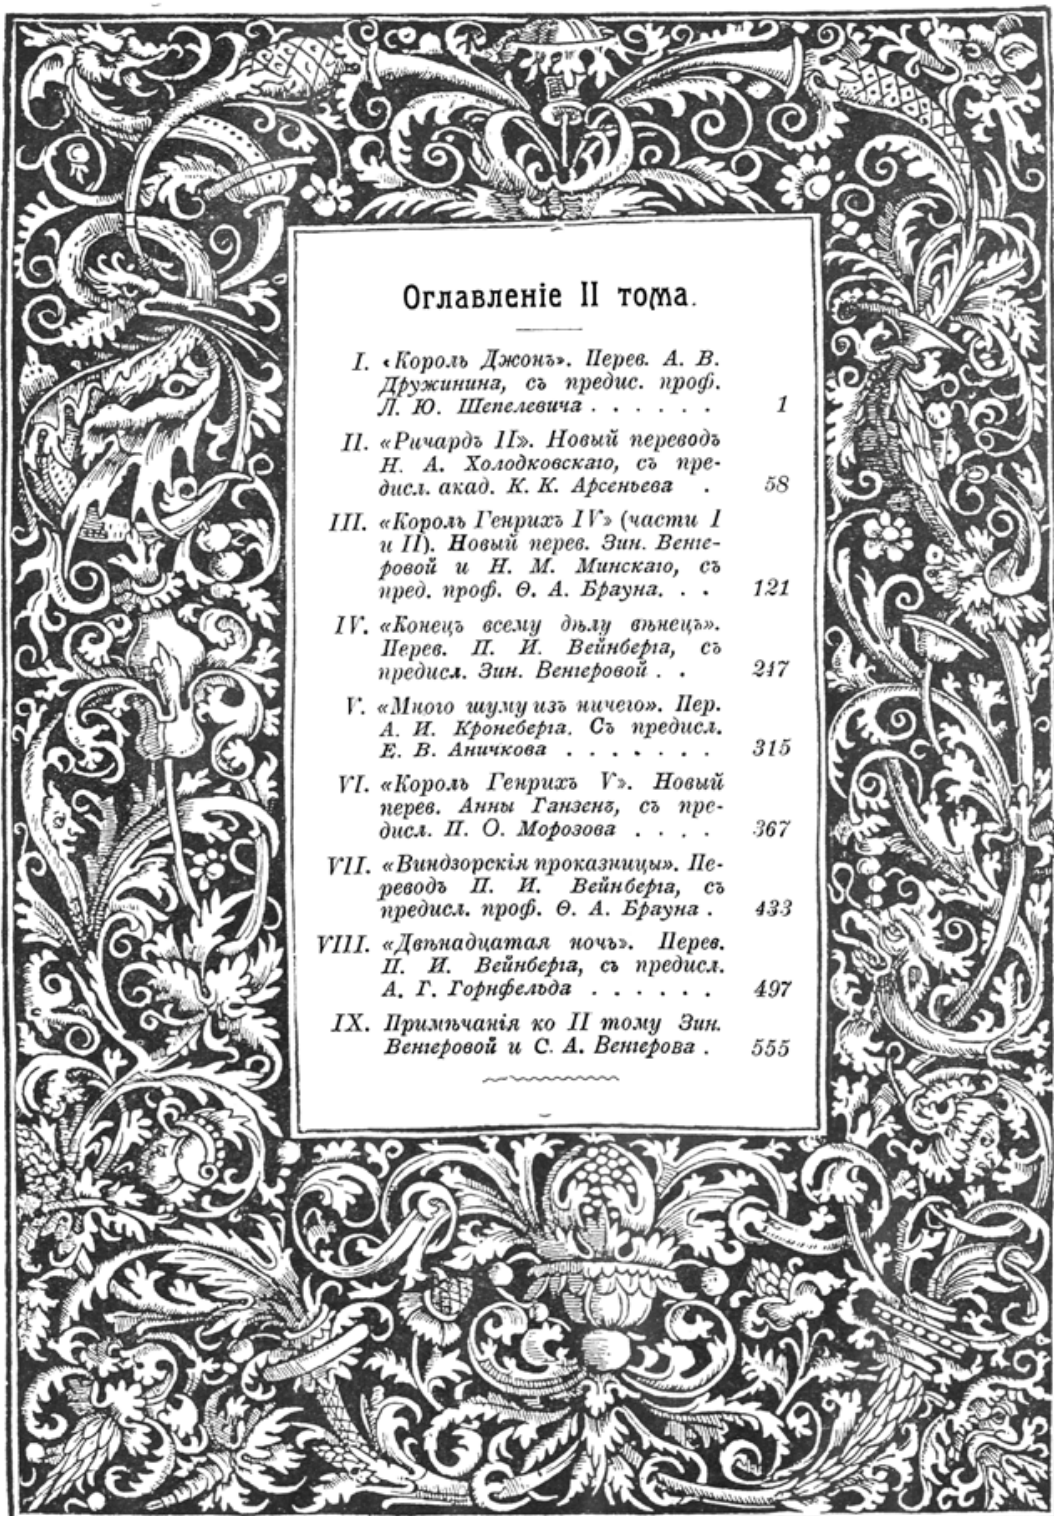 Оглавленіе II тома.
I. «Король Джонъ». Перев. А. В.
Дружинина, съ предис. проф.
Л. Ю. Шепелевича . . . . . . 1
II. «Ричардъ II». Новый переводъ
Н. А. Холодковскаго, съ пре-
дисл. акад. К. К. Арсеньева . 58
III. «Король Генрихъ IV» (части I
и II). Новый перев. Зин. Венге-
ровой и Н. М. Минскаго, съ
пред. проф. Ѳ. А. Брауна. . . 121
IV. «Конецъ всему дѣлу вѣнецъ».
Перев. П. И. Вейнберга, съ
предисл. Зин. Венгеровой . . 247
V. «Много шуму изъ ничего». Пер.
А. И. Кронеберга. Съ предисл.
Е. В. Аничкова . . . . . . . 315
VI. «Король Генрихъ V». Новый
перев. Анны Ганзенъ, съ пре-
дисл. П. О. Морозова . . . . 367
VII. «Виндзорскія проказницы». Пе-
реводъ П. И. Вейнберга, съ
предисл. проф. Ѳ. А. Брауна . 433
VIII. «Двѣнадцатая ночь». Перев.
П. И. Вейнберга, съ предисл.
А. Г. Горнфельда . . . . . . 497
IX. Примѣчанія ко II тому Зин.
Венгеровой и С. А. Венгерова . 555